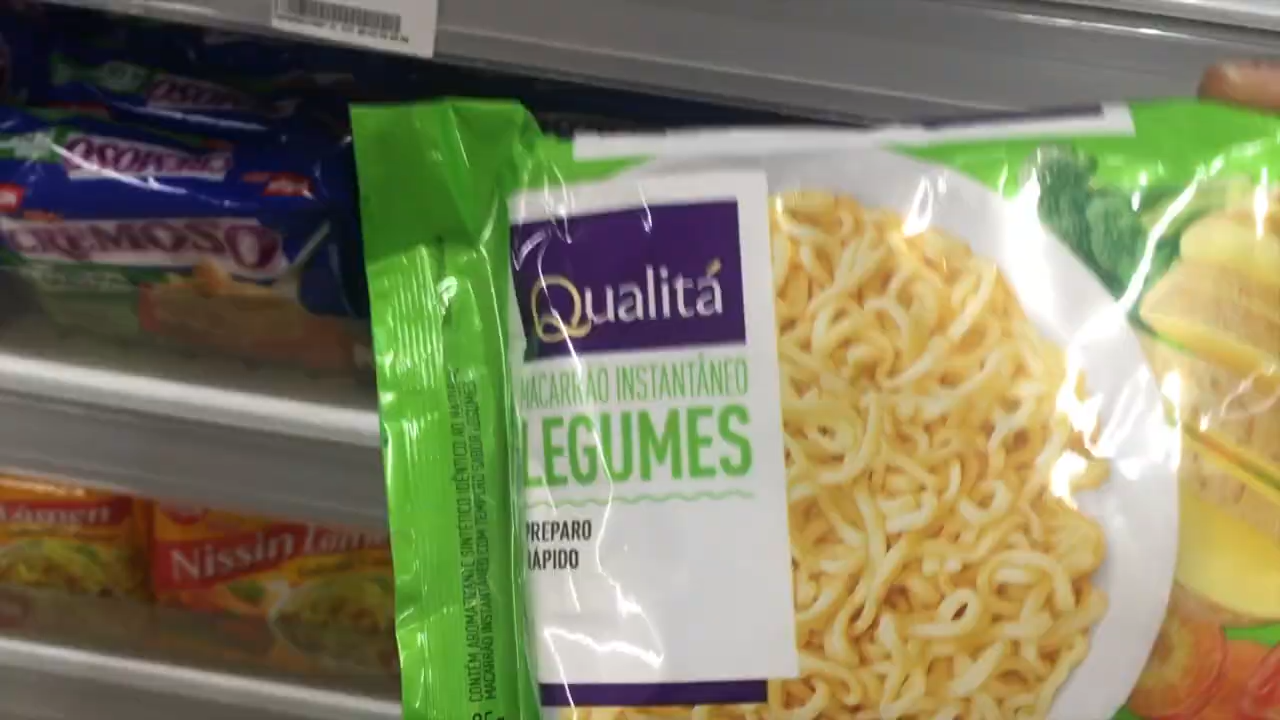 CREMOSO
Nissin
Qualitá
MACARRÃO INSTANTÂNEO
LEGUMES
PREPARO
RÁPIDO
CONTÉM AROMATIZANTE SINTÉTICO IDÊNTICO AO NATURAL
MACARRÃO INSTANTÂNEO COM TEMPERO SABOR LEGUMES